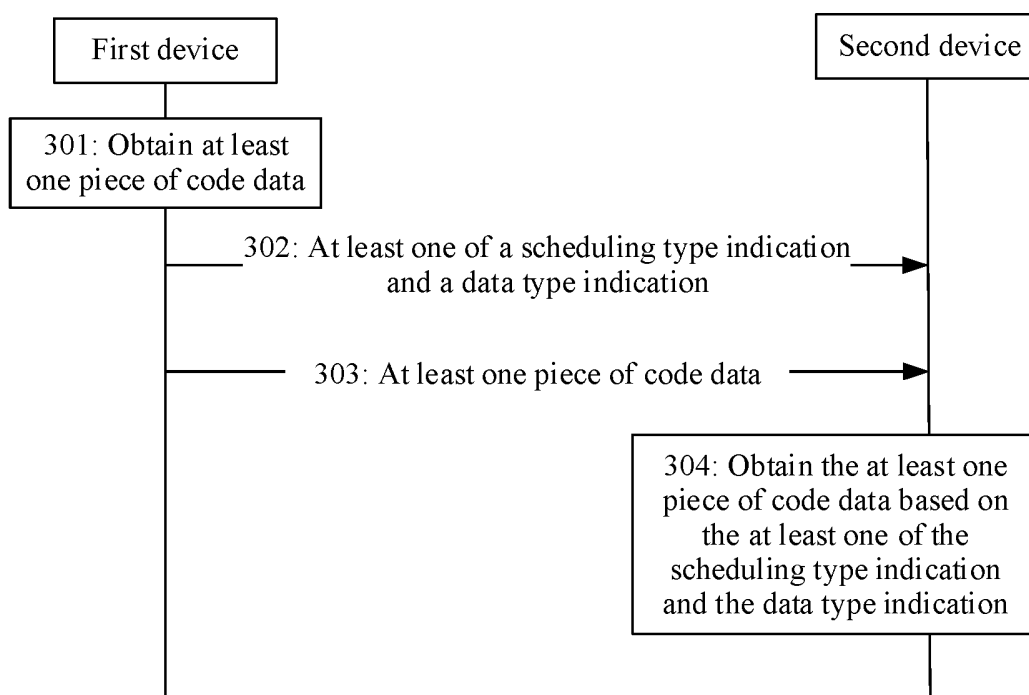 First device
Second device
301: Obtain at least
one piece of code data
302: At least one of a scheduling type indication
and a data type indication
303: At least one piece of code data
304: Obtain the at least one
piece of code data based on
the at least one of the
scheduling type indication
and the data type indication